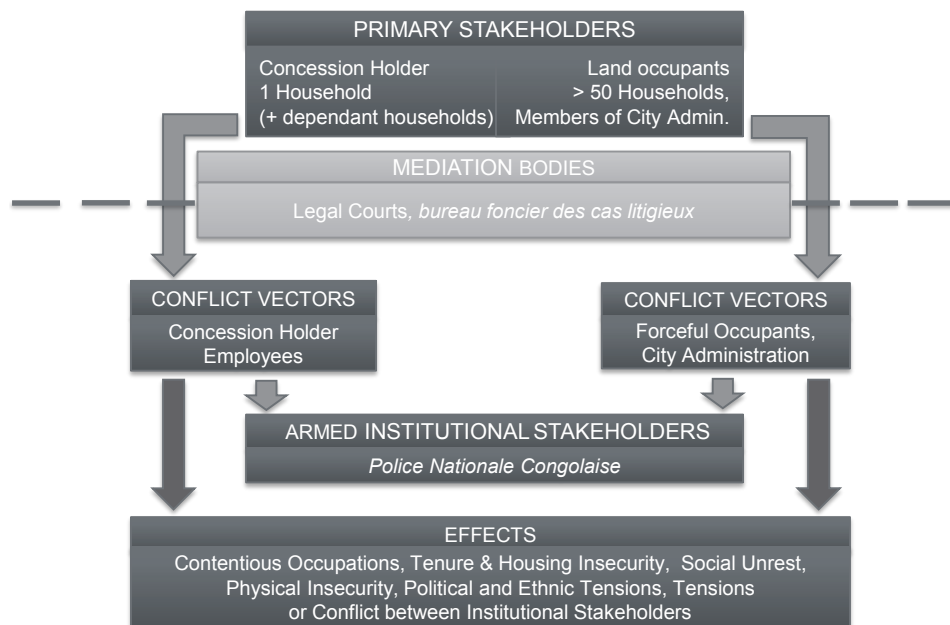 PRIMARY STAKEHOLDERS
Concession Holder
1 Household
(+ dependant households)
Land occupants
> 50 Households,
Members of City Admin.
MEDIATION BODIES
Legal Courts, bureau foncier des cas litigieux
CONFLICT VECTORS
Concession Holder
Employees
CONFLICT VECTORS
Forceful Occupants,
City Administration
ARMED INSTITUTIONAL STAKEHOLDERS
Police Nationale Congolaise
EFFECTS
Contentious Occupations, Tenure & Housing Insecurity, Social Unrest,
Physical Insecurity, Political and Ethnic Tensions, Tensions
or Conflict between Institutional Stakeholders